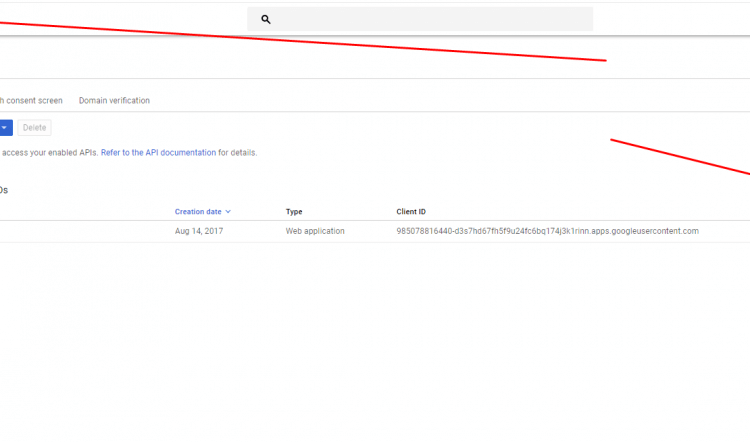 h consent screen Domain verification
Delete
access your enabled APIs. Refer to the API documentation for details.
Ds
Creation date Type Client ID
Aug 14, 2017 Web application 985078816440-d3s7hd67fh5f9u24fc6bq174j3k1rinn.apps.googleusercontent.com